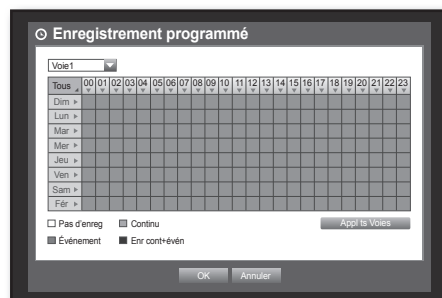 Enregistrement programmé
Voie1
Tous 00 01 02 03 04 05 06 07 08 09 10 11 12 13 14 15 16 17 18 19 20 21 22 23
Dim
Lun
Mar
Mer
Jeu
Ven
Sam
Fér
Pas d'enreg Continu Appl ts Voies
Événement Enr cont+évén
OK Annuler